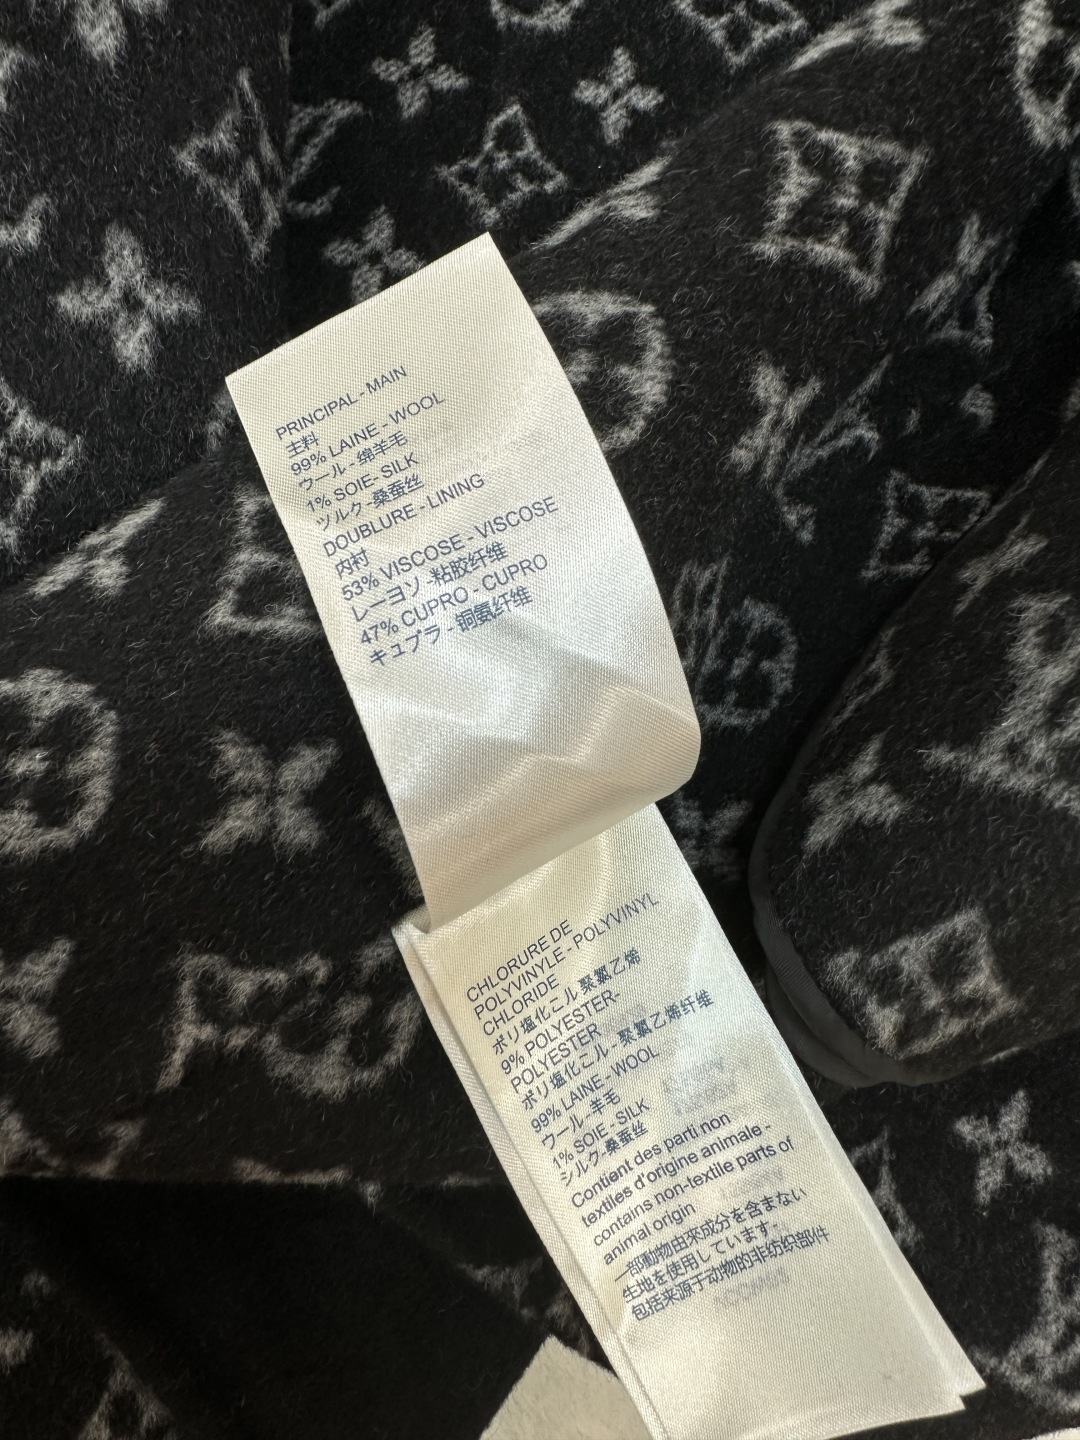 PRINCIPAL - MAIN
主料
99% LAINE - WOOL
ウール - 绵羊毛
1% SOIE- SILK
ツルク-桑蚕丝
DOUBLURE - LINING
内衬
53% VISCOSE - VISCOSE
レーヨソ -粘胶纤维
47% CUPRO - CUPRO
キュプラ - 铜氨纤维
CHLORURE DE
POLYVINYLE - POLYVINYL
CHLORIDE
ポリ塩化こル 聚氯乙烯
9% POLYESTER-
POLYESTER
ポリ塩化こル - 聚氯乙烯纤维
99% LAINE - WOOL
ウール-羊毛
1% SOIE - SILK
シルク-桑蚕丝
Contient des parti non
textiles d'origine animale -
contains non-textile parts of
animal origin
一部動物由來成分を含まない
生地を使用しています-
包括来源于动物的非纺织部件